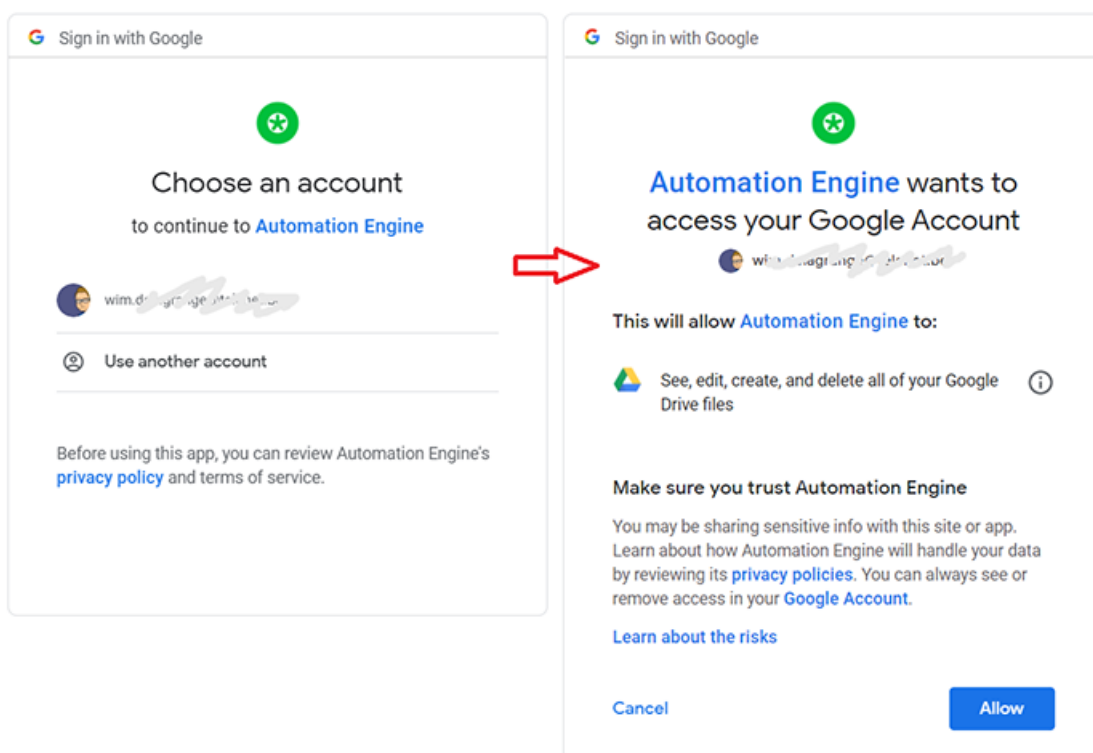 Sign in with Google
Choose an account
to continue to Automation Engine
Use another account
Before using this app, you can review Automation Engine's
privacy policy and terms of service.
Sign in with Google
Automation Engine wants to
access your Google Account
This will allow Automation Engine to:
See, edit, create, and delete all of your Google
Drive files
Make sure you trust Automation Engine
You may be sharing sensitive info with this site or app.
Learn about how Automation Engine will handle your data
by reviewing its privacy policies. You can always see or
remove access in your Google Account.
Learn about the risks
Cancel
Allow